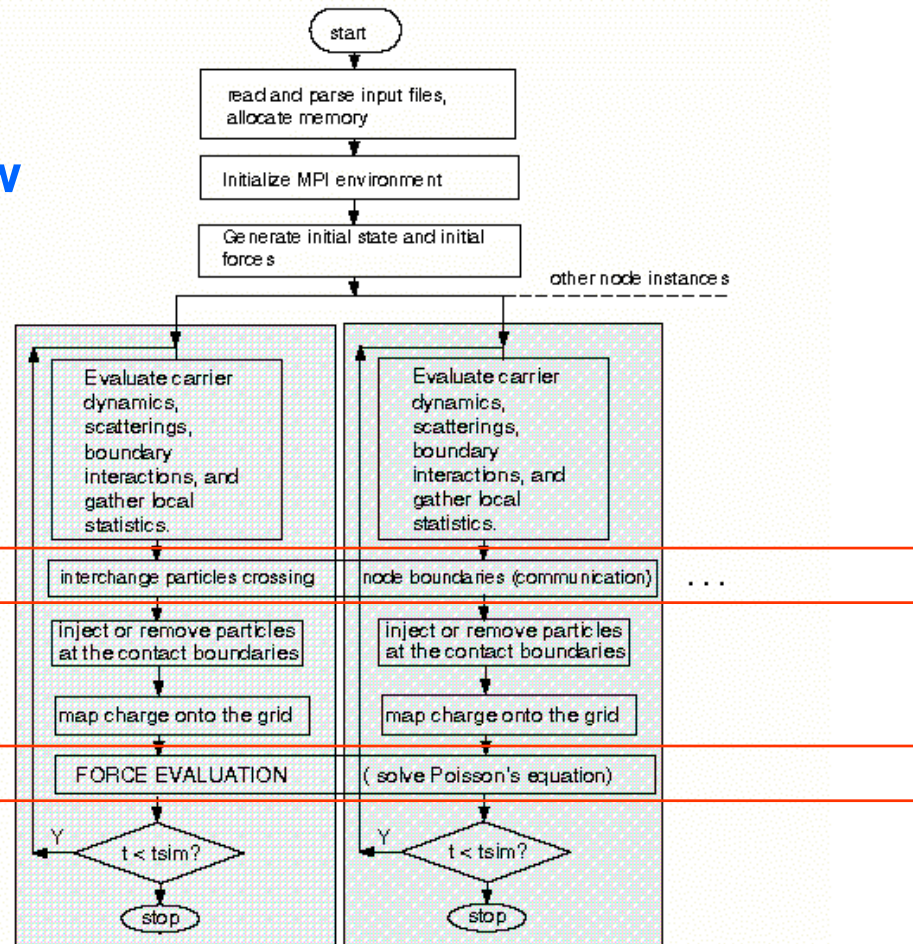 start
read and parse input files,
allocate memory
w
Initialize MPI environment
Generate initial state and initial
forces
other node instances
Evaluate carrier
dynamics,
scatterings,
boundary
interactions, and
gather local
statistics.
Evaluate carrier
dynamics,
scatterings,
boundary
interactions, and
gather local
statistics.
interchange particles crossing node boundaries (communication) ...
inject or remove particles
at the contact boundaries
inject or remove particles
at the contact boundaries
map charge onto the grid
map charge onto the grid
FORCE EVALUATION ( solve Poisson's equation)
Y
t < tsim?
Y
t < tsim?
stop
stop